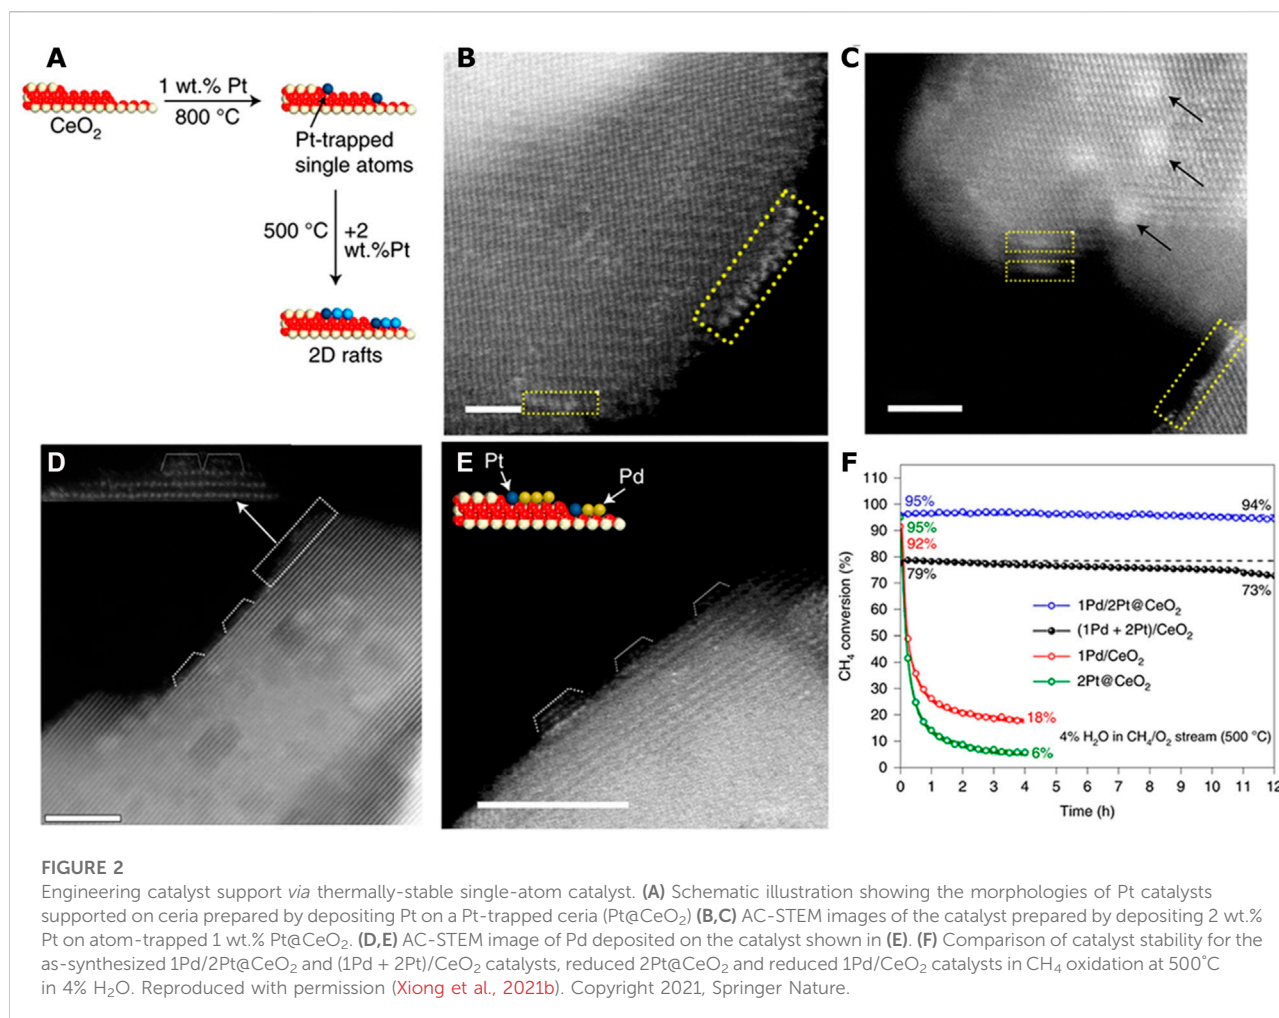 A
CeO₂
1 wt.% Pt
800 °C
Pt-trapped
single atoms
500 °C
+2
wt.%Pt
2D rafts
B
C
D
E
Pt
Pd
F
CH₄ conversion (%)
110
100
90
80
70
60
50
40
30
20
10
0
95%
94%
95%
92%
79%
73%
1Pd/2Pt@CeO₂
(1Pd + 2Pt)/CeO₂
1Pd/CeO₂
2Pt@CeO₂
18%
4% H₂O in CH₄/O₂ stream (500 °C)
6%
0 1 2 3 4 5 6 7 8 9 10 11 12
Time (h)
FIGURE 2
Engineering catalyst support via thermally-stable single-atom catalyst. (A) Schematic illustration showing the morphologies of Pt catalysts
supported on ceria prepared by depositing Pt on a Pt-trapped ceria (Pt@CeO₂) (B,C) AC-STEM images of the catalyst prepared by depositing 2 wt.%
Pt on atom-trapped 1 wt.% Pt@CeO₂. (D,E) AC-STEM image of Pd deposited on the catalyst shown in (E). (F) Comparison of catalyst stability for the
as-synthesized 1Pd/2Pt@CeO₂ and (1Pd + 2Pt)/CeO₂ catalysts, reduced 2Pt@CeO₂ and reduced 1Pd/CeO₂ catalysts in CH₄ oxidation at 500˚C
in 4% H₂O. Reproduced with permission (Xiong et al., 2021b). Copyright 2021, Springer Nature.